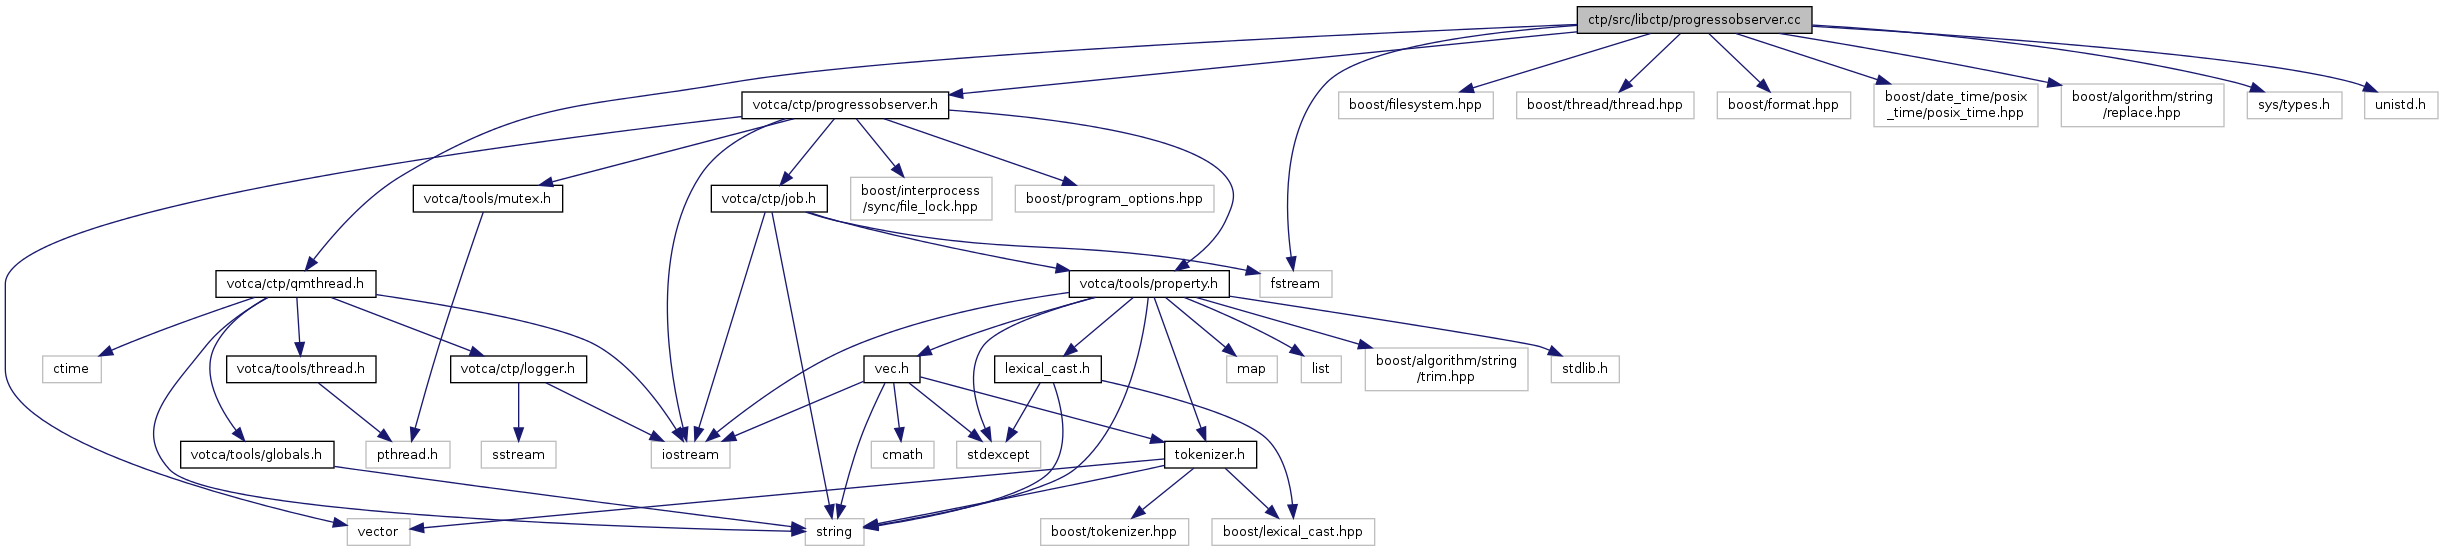 ctp/src/libctp/progressobserver.cc
votca/ctp/progressobserver.h
boost/filesystem.hpp
boost/thread/thread.hpp
boost/format.hpp
boost/date_time/posix
_time/posix_time.hpp
boost/algorithm/string
/replace.hpp
sys/types.h
unistd.h
votca/tools/mutex.h
votca/ctp/job.h
boost/interprocess
/sync/file_lock.hpp
boost/program_options.hpp
votca/ctp/qmthread.h
votca/tools/property.h
fstream
ctime
votca/tools/thread.h
votca/ctp/logger.h
vec.h
lexical_cast.h
map
list
boost/algorithm/string
/trim.hpp
stdlib.h
votca/tools/globals.h
pthread.h
sstream
iostream
cmath
stdexcept
tokenizer.h
vector
string
boost/tokenizer.hpp
boost/lexical_cast.hpp